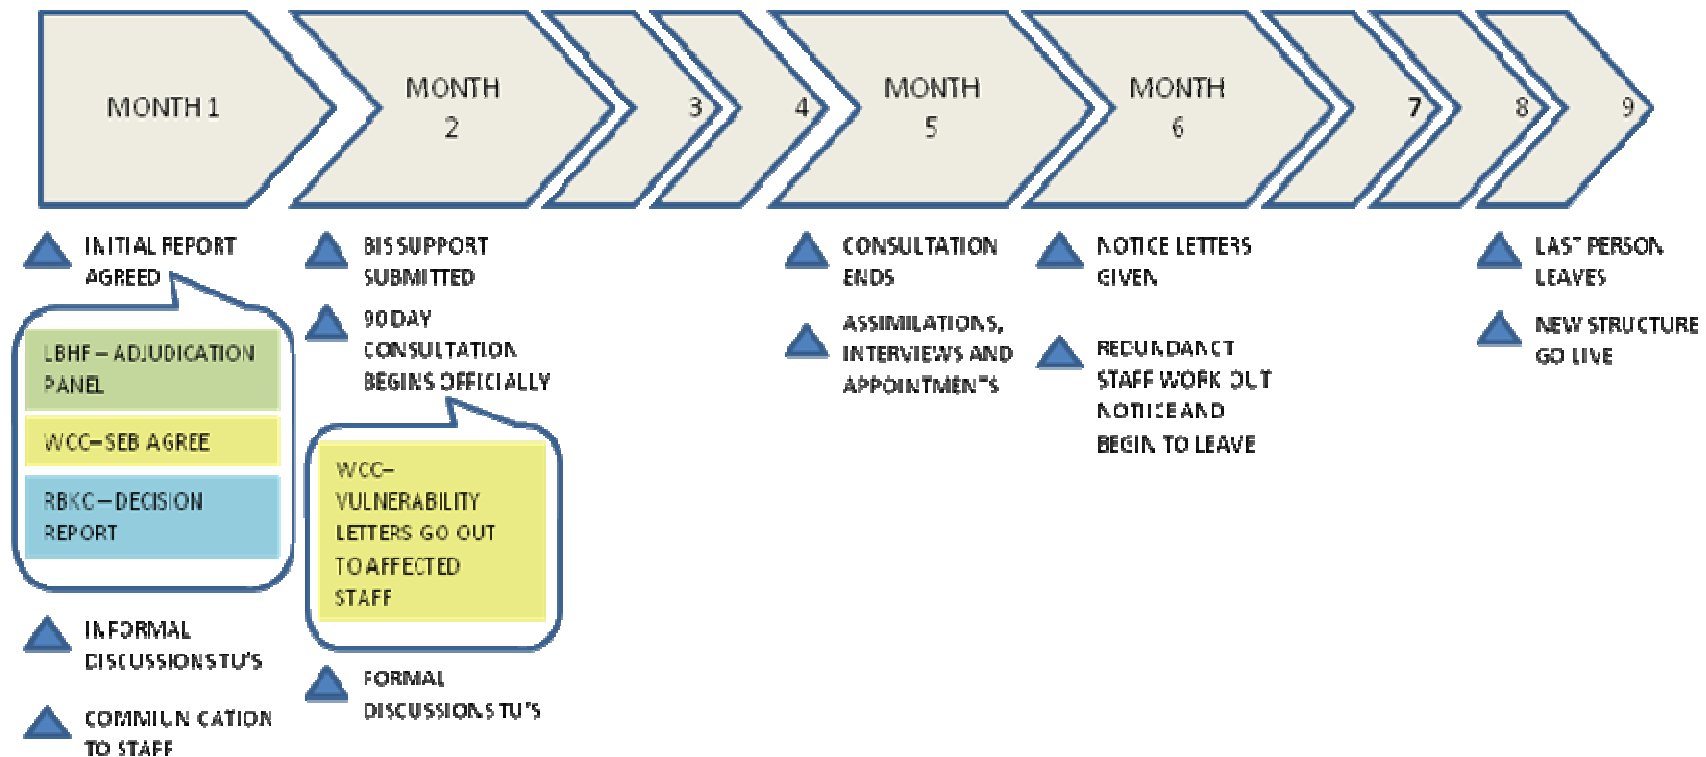 MONTH 1
MONTH
2
3
4
MONTH
5
MONTH
6
7
8
9
INITIAL REPORT
AGREED
LBHF – ADJUDICATION
PANEL
WCC– SEB AGREE
RBKC – DECISION
REPORT
INFORMAL
DISCUSSIONS TU'S
COMMUNICATION
TO STAFF
BIS SUPPORT
SUBMITTED
90 DAY
CONSULTATION
BEGINS OFFICIALLY
WCC–
VULNERABILITY
LETTERS GO OUT
TO AFFECTED
STAFF
FORMAL
DISCUSSIONS TU'S
CONSULTATION
ENDS
ASSIMILATIONS,
INTERVIEWS AND
APPOINTMENTS
NOTICE LETTERS
GIVEN
REDUNDANCT
STAFF WORK OUT
NOTICE AND
BEGIN TO LEAVE
LAST PERSON
LEAVES
NEW STRUCTURE
GO LIVE